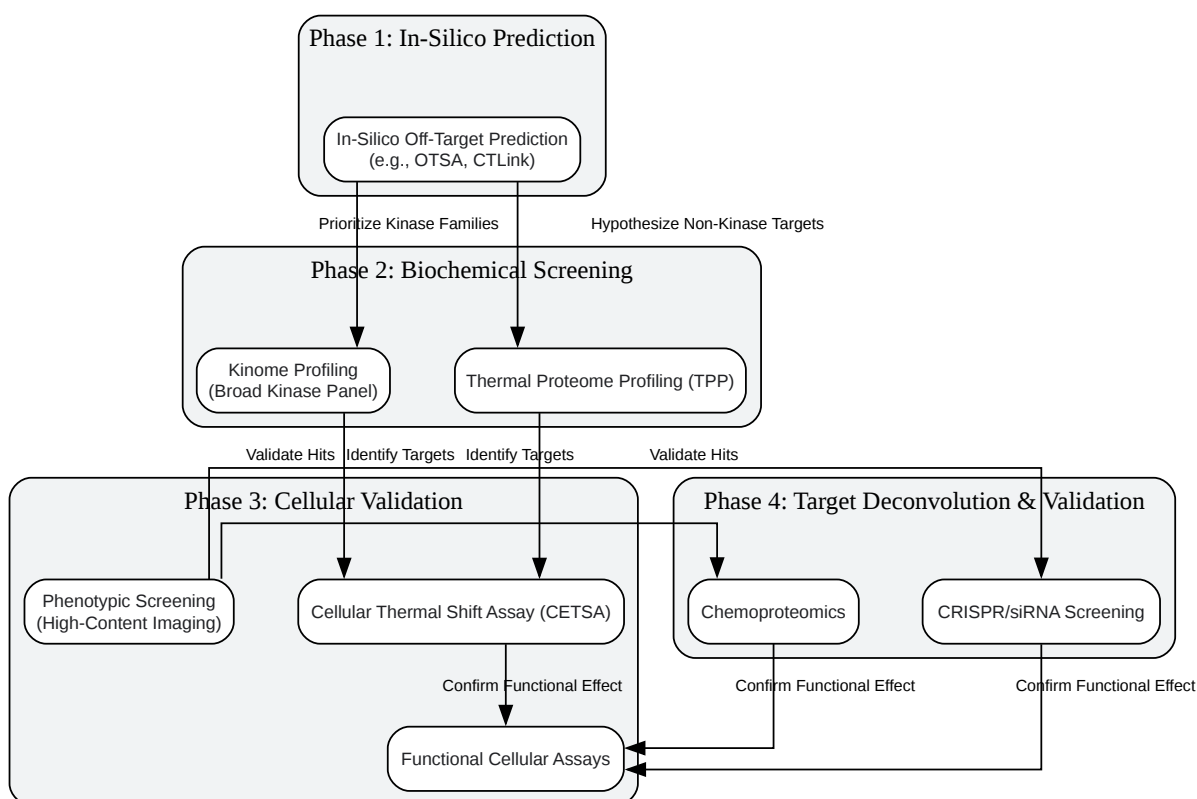 Phase 1: In-Silico Prediction
In-Silico Off-Target Prediction
(e.g., OTSA, CTLink)
Prioritize Kinase Families
Hypothesize Non-Kinase Targets
Phase 2: Biochemical Screening
Kinome Profiling
(Broad Kinase Panel)
Thermal Proteome Profiling (TPP)
Validate Hits
Identify Targets
Identify Targets
Validate Hits
Phase 3: Cellular Validation
Phase 4: Target Deconvolution & Validation
Phenotypic Screening
(High-Content Imaging)
Cellular Thermal Shift Assay (CETSA)
Chemoproteomics
CRISPR/siRNA Screening
Confirm Functional Effect
Confirm Functional Effect
Confirm Functional Effect
Functional Cellular Assays